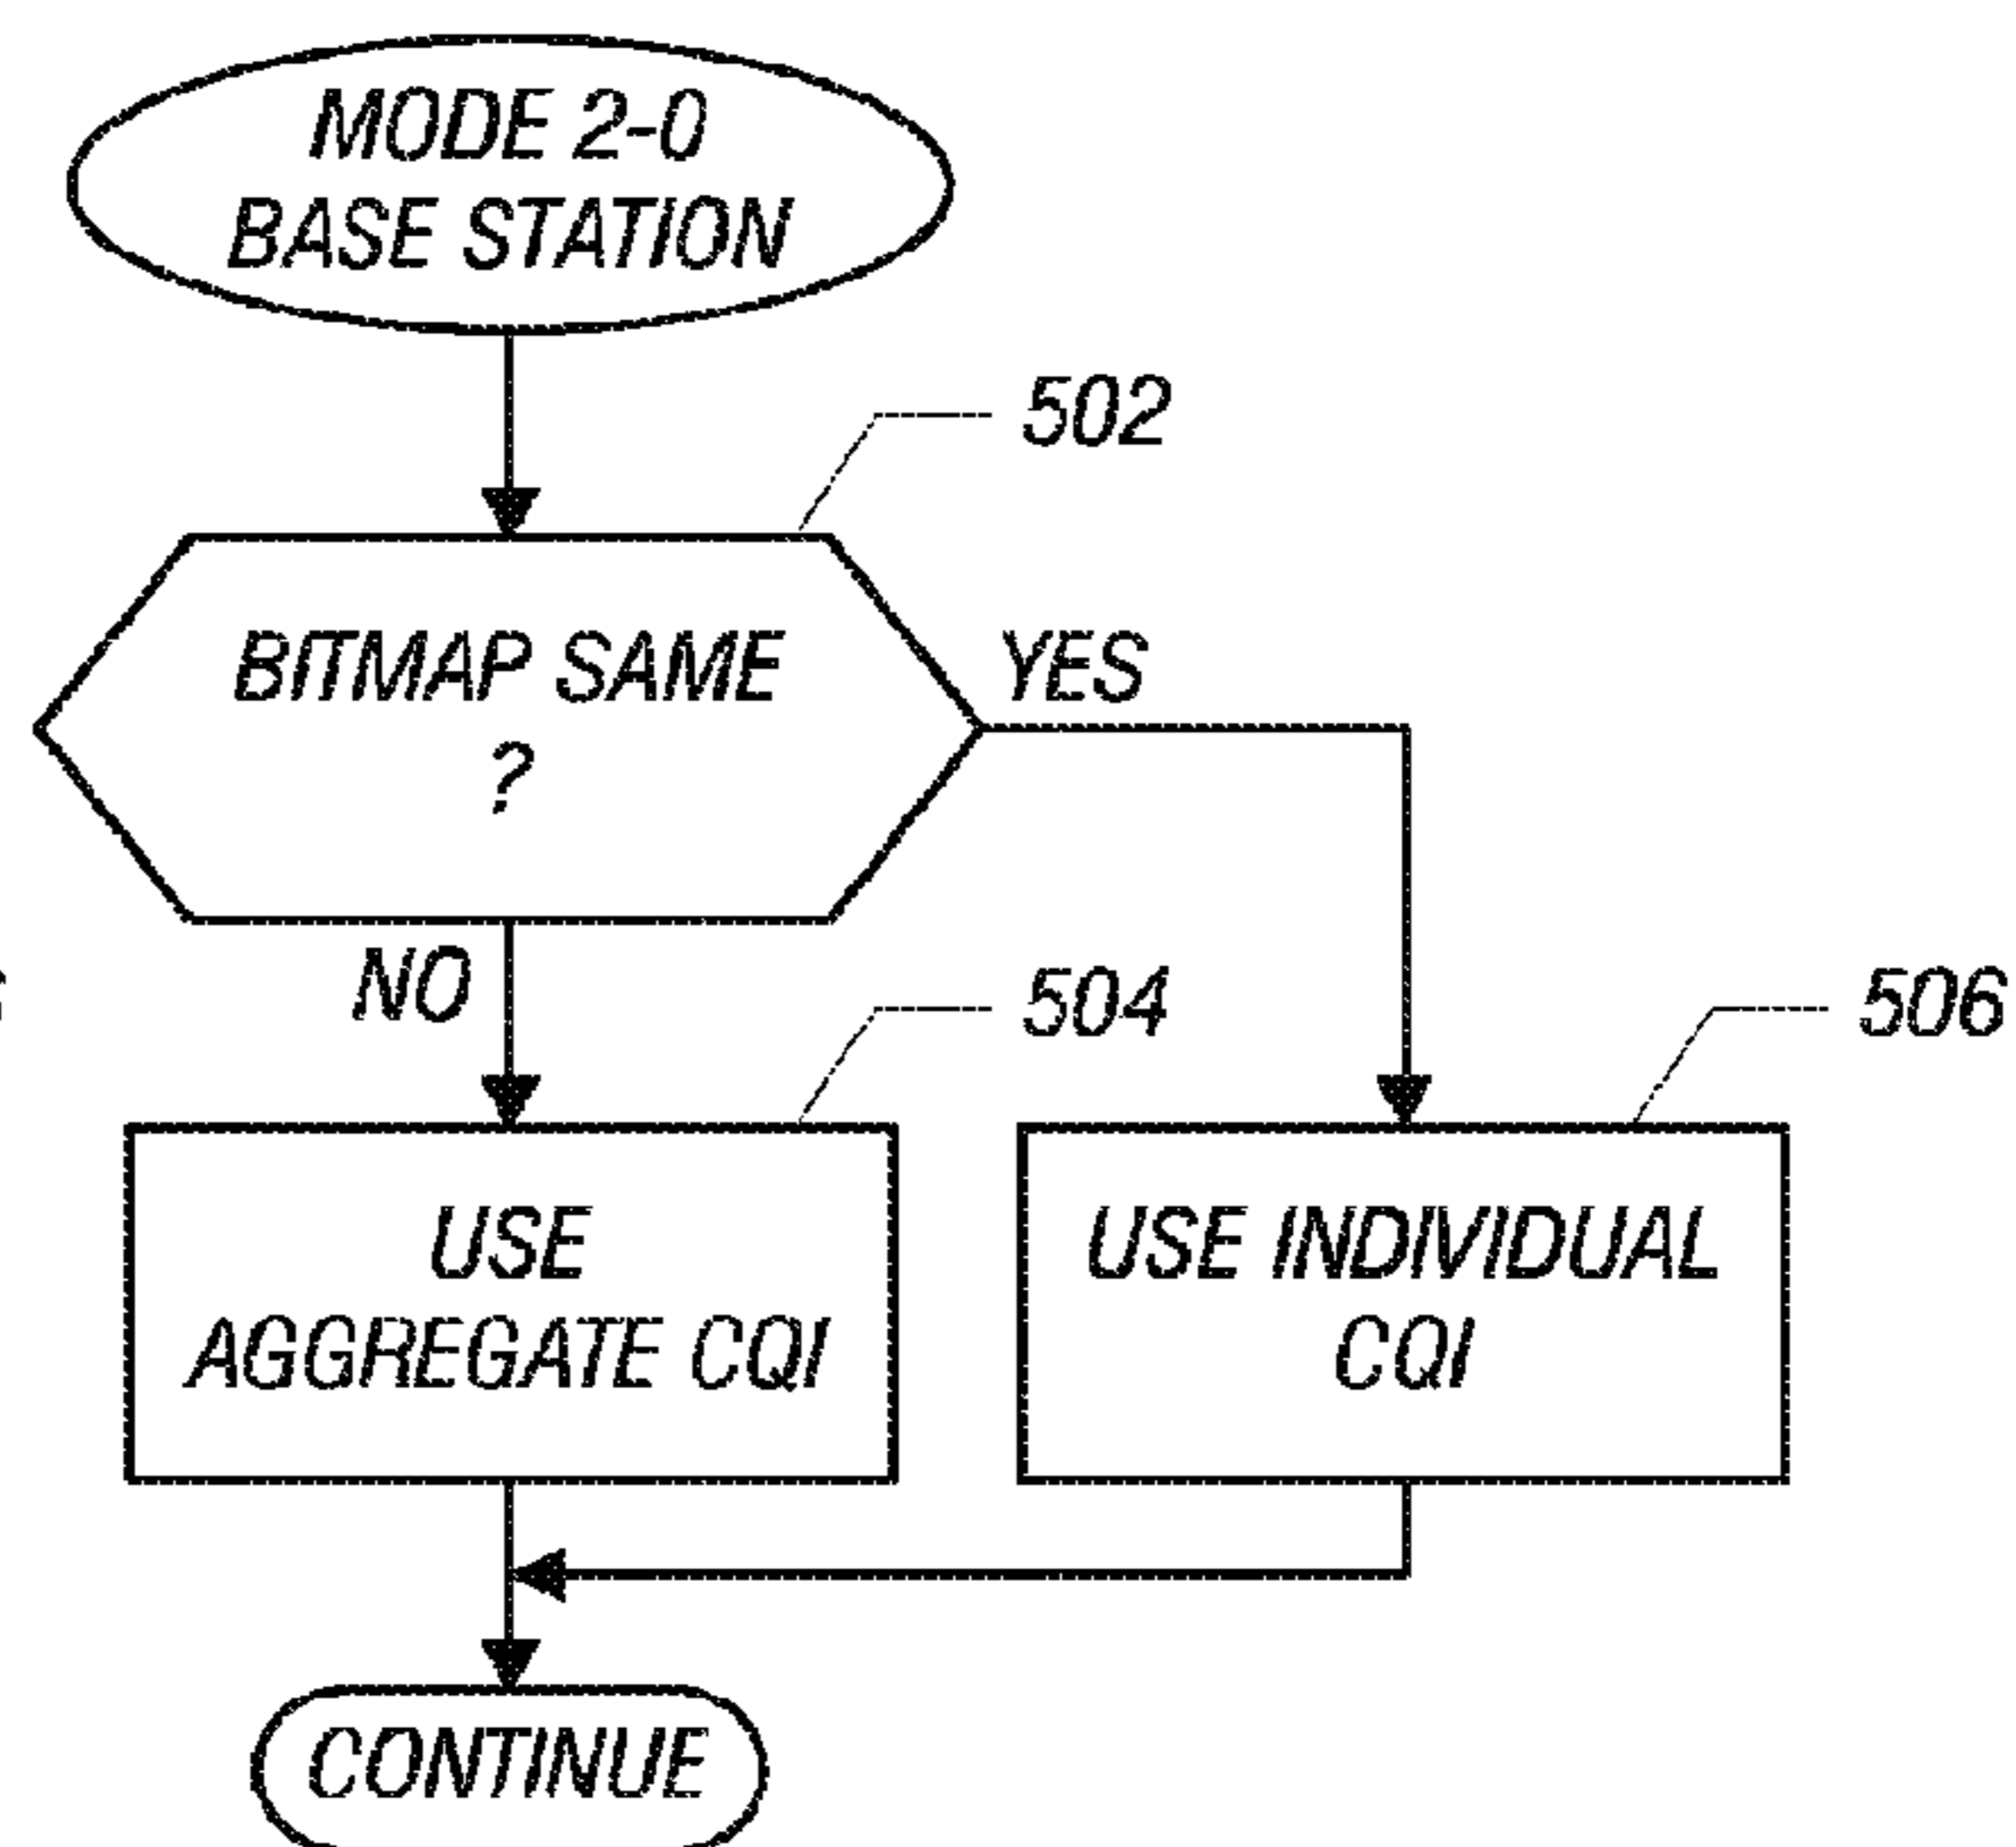 MODE 2-0
BASE STATION
502
BITMAP SAME
?
YES
NO
504
506
USE
AGGREGATE CQI
USE INDIVIDUAL
CQI
CONTINUE